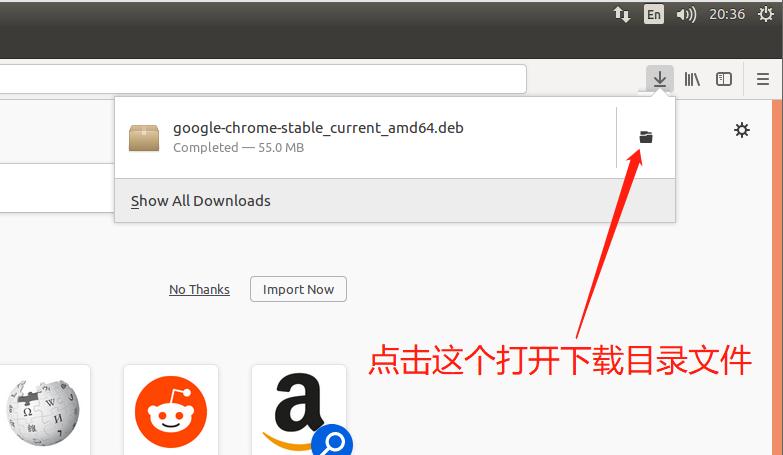 En
20:36
google-chrome-stable_current_amd64.deb
Completed — 55.0 MB
Show All Downloads
No Thanks
Import Now
点击这个打开下载目录文件
Ω
W
И
a